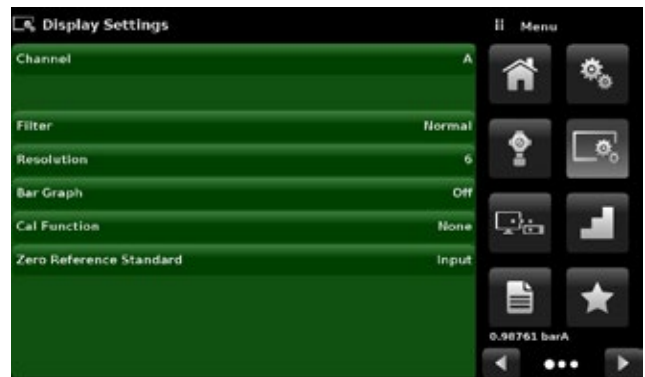 Display Settings
Menu
Channel A
Filter Normal
Resolution 6
Bar Graph Off
Cal Function None
Zero Reference Standard Input
0.98761 barA